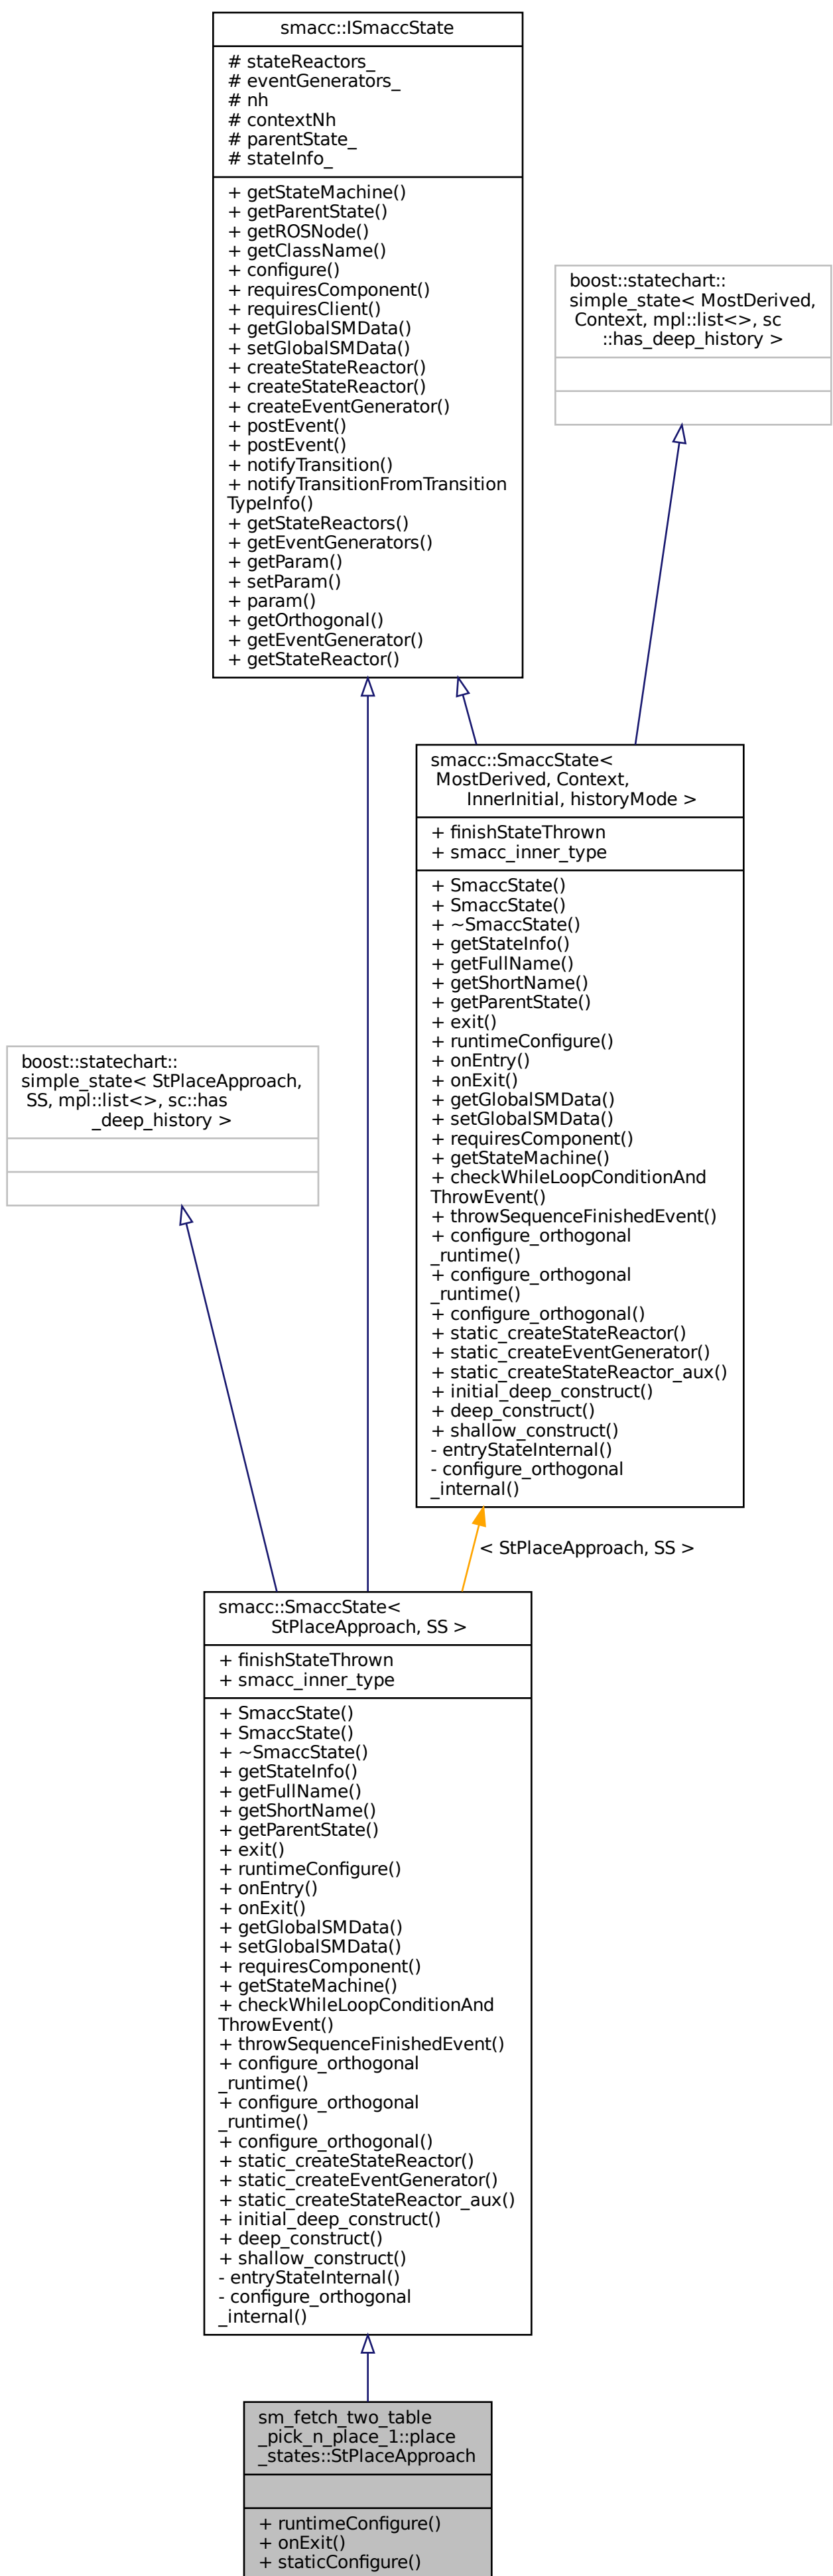 smacc::ISmaccState
# stateReactors_
# eventGenerators_
# nh
# contextNh
# parentState_
# stateInfo_
+ getStateMachine()
+ getParentState()
+ getROSNode()
+ getClassName()
+ configure()
+ requiresComponent()
+ requiresClient()
+ getGlobalSMData()
+ setGlobalSMData()
+ createStateReactor()
+ createStateReactor()
+ createEventGenerator()
+ postEvent()
+ postEvent()
+ notifyTransition()
+ notifyTransitionFromTransition
TypeInfo()
+ getStateReactors()
+ getEventGenerators()
+ getParam()
+ setParam()
+ param()
+ getOrthogonal()
+ getEventGenerator()
+ getStateReactor()
boost::statechart::
simple_state< MostDerived,
Context, mpl::list<>, sc
::has_deep_history >
smacc::SmaccState<
MostDerived, Context,
InnerInitial, historyMode >
+ finishStateThrown
+ smacc_inner_type
+ SmaccState()
+ SmaccState()
+ ~SmaccState()
+ getStateInfo()
+ getFullName()
+ getShortName()
+ getParentState()
+ exit()
+ runtimeConfigure()
+ onEntry()
+ onExit()
+ getGlobalSMData()
+ setGlobalSMData()
+ requiresComponent()
+ getStateMachine()
+ checkWhileLoopConditionAnd
ThrowEvent()
+ throwSequenceFinishedEvent()
+ configure_orthogonal
_runtime()
+ configure_orthogonal
_runtime()
+ configure_orthogonal()
+ static_createStateReactor()
+ static_createEventGenerator()
+ static_createStateReactor_aux()
+ initial_deep_construct()
+ deep_construct()
+ shallow_construct()
- entryStateInternal()
- configure_orthogonal
_internal()
boost::statechart::
simple_state< StPlaceApproach,
SS, mpl::list<>, sc::has
_deep_history >
< StPlaceApproach, SS >
smacc::SmaccState<
StPlaceApproach, SS >
+ finishStateThrown
+ smacc_inner_type
+ SmaccState()
+ SmaccState()
+ ~SmaccState()
+ getStateInfo()
+ getFullName()
+ getShortName()
+ getParentState()
+ exit()
+ runtimeConfigure()
+ onEntry()
+ onExit()
+ getGlobalSMData()
+ setGlobalSMData()
+ requiresComponent()
+ getStateMachine()
+ checkWhileLoopConditionAnd
ThrowEvent()
+ throwSequenceFinishedEvent()
+ configure_orthogonal
_runtime()
+ configure_orthogonal
_runtime()
+ configure_orthogonal()
+ static_createStateReactor()
+ static_createEventGenerator()
+ static_createStateReactor_aux()
+ initial_deep_construct()
+ deep_construct()
+ shallow_construct()
- entryStateInternal()
- configure_orthogonal
_internal()
sm_fetch_two_table
_pick_n_place_1::place
_states::StPlaceApproach
+ runtimeConfigure()
+ onExit()
+ staticConfigure()